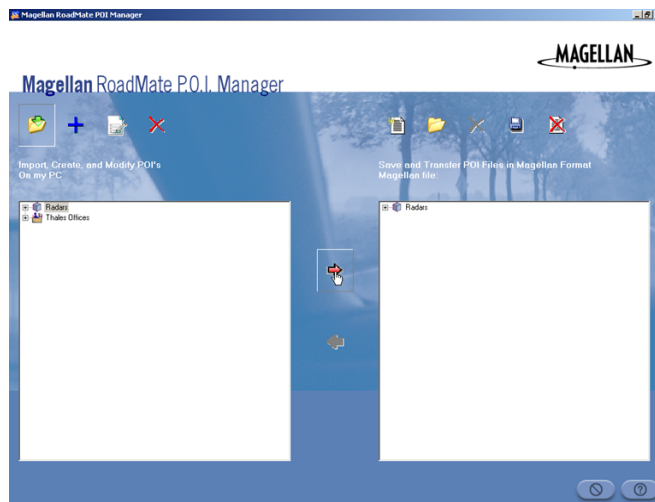 Magellan RoadMate POI Manager
MAGELLAN
Magellan RoadMate P.O.I. Manager
Import, Create, and Modify POI's
On my PC
Save and Transfer POI Files in Magellan Format
Magellan file:
Radars
Thales Offices
Radars